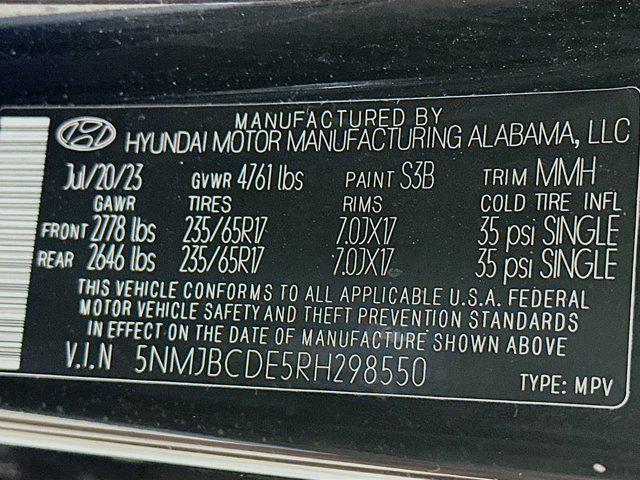 MANUFACTURED BY
HYUNDAI MOTOR MANUFACTURING ALABAMA, LLC
Jul/20/23 GVWR 4761 lbs PAINT S3B TRIM MMH
GAWR TIRES RIMS COLD TIRE INFL
FRONT 2778 lbs 235/65R17 7.0JX17 35 psi SINGLE
REAR 2646 lbs 235/65R17 7.0JX17 35 psi SINGLE
THIS VEHICLE CONFORMS TO ALL APPLICABLE U.S.A. FEDERAL
MOTOR VEHICLE SAFETY AND THEFT PREVENTION STANDARDS
IN EFFECT ON THE DATE OF MANUFACTURE SHOWN ABOVE
V.I.N 5NMJBCDE5RH298550
TYPE: MPV